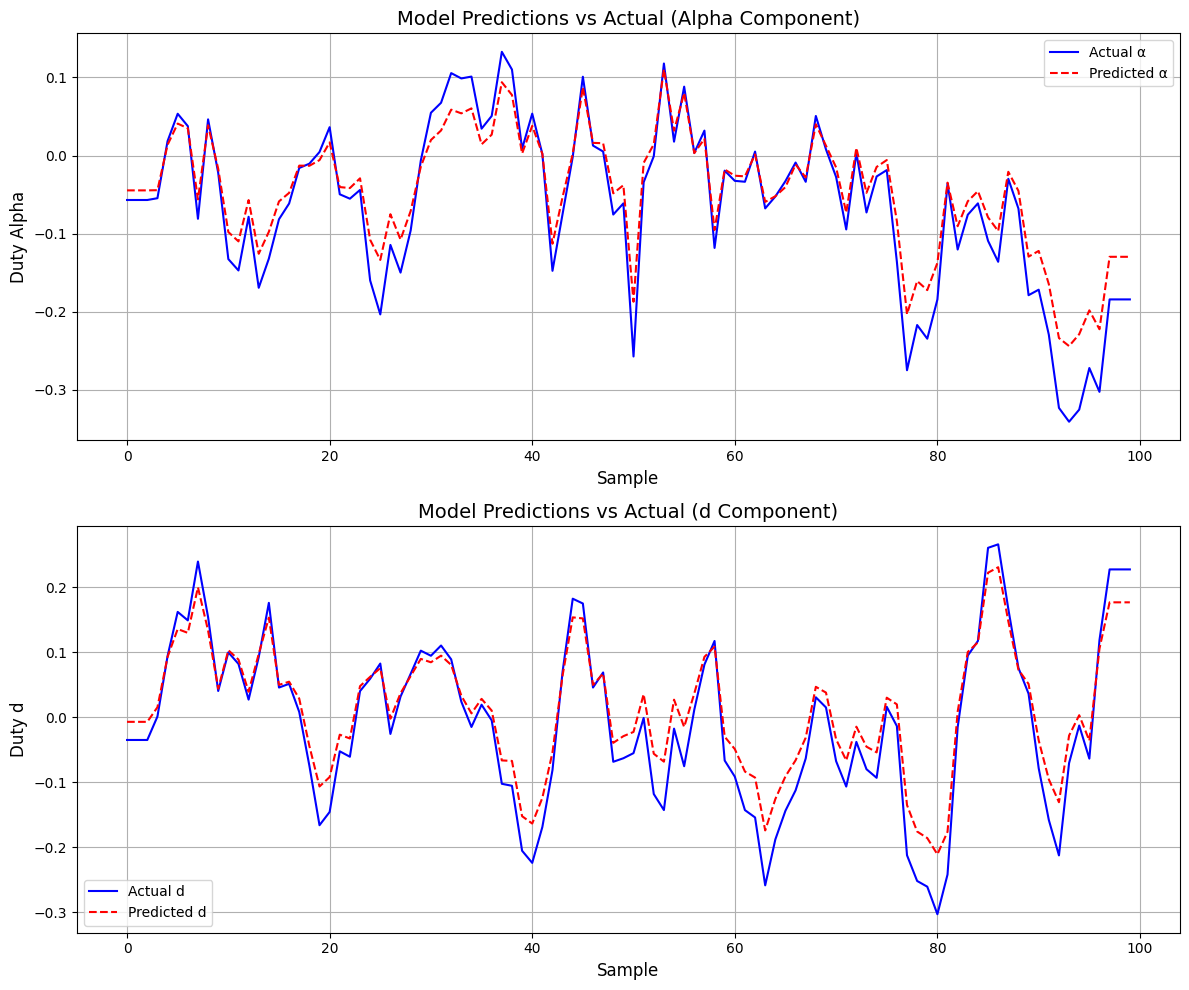 Model Predictions vs Actual (Alpha Component)
Actual α
Predicted α
Duty Alpha
0.1
0.0
−0.1
−0.2
−0.3
0 20 40 60 80 100
Sample
Model Predictions vs Actual (d Component)
Duty d
0.2
0.1
0.0
−0.1
−0.2
−0.3
Actual d
Predicted d
0 20 40 60 80 100
Sample